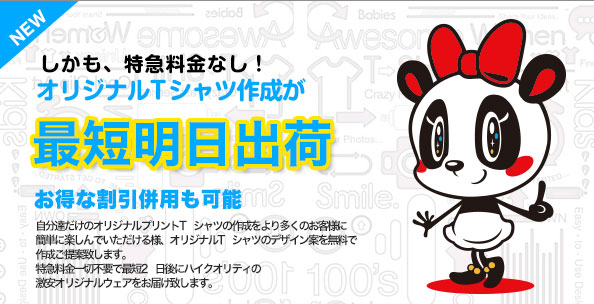 NEW
しかも、特急料金なし！
オリジナルTシャツ作成が
最短明日出荷
お得な割引併用も可能
自分達だけのオリジナルプリントT シャツの作成をより多くのお客様に
簡単に楽しんでいただける様、オリジナルT シャツのデザイン案を無料で
作成ご提案致します。
特急料金一切不要で最短2 日後にハイクオリティの
激安オリジナルウェアをお届け致します。
Babies
Awesome
Women
Kids
Crazy
Photos
Smile.
100's